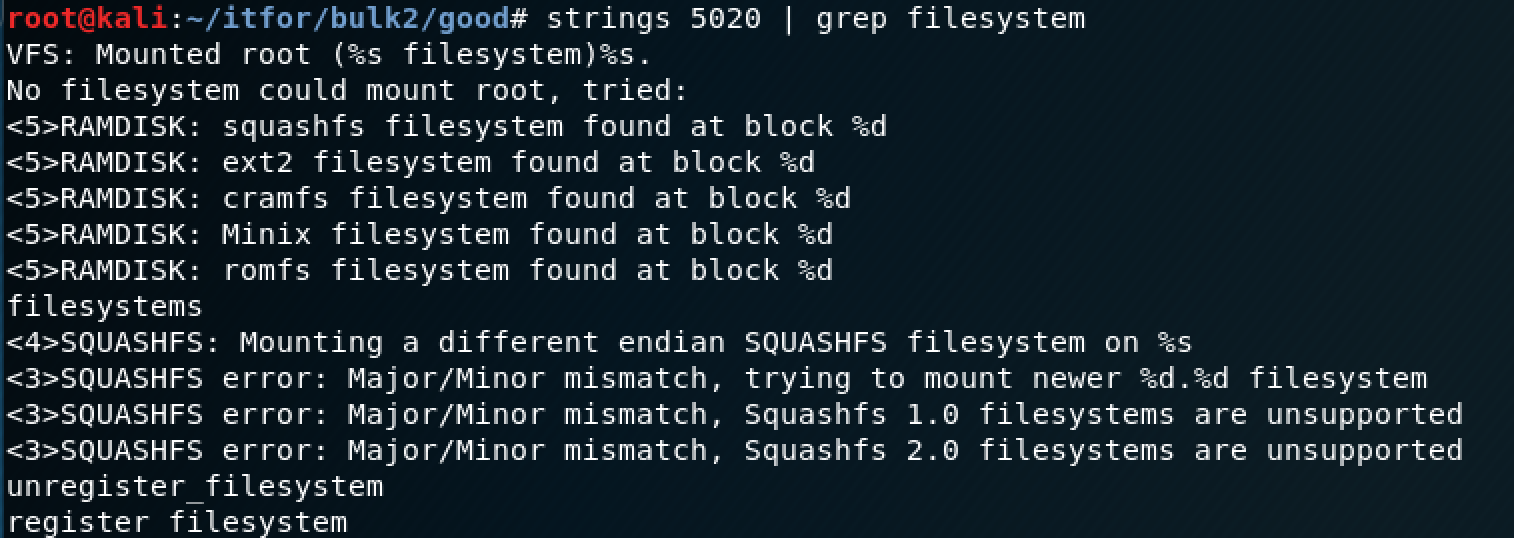 root@kali:~/itfor/bulk2/good# strings 5020 | grep filesystem
VFS: Mounted root (%s filesystem)%s.
No filesystem could mount root, tried:
<5>RAMDISK: squashfs filesystem found at block %d
<5>RAMDISK: ext2 filesystem found at block %d
<5>RAMDISK: cramfs filesystem found at block %d
<5>RAMDISK: Minix filesystem found at block %d
<5>RAMDISK: romfs filesystem found at block %d
filesystems
<4>SQUASHFS: Mounting a different endian SQUASHFS filesystem on %s
<3>SQUASHFS error: Major/Minor mismatch, trying to mount newer %d.%d filesystem
<3>SQUASHFS error: Major/Minor mismatch, Squashfs 1.0 filesystems are unsupported
<3>SQUASHFS error: Major/Minor mismatch, Squashfs 2.0 filesystems are unsupported
unregister_filesystem
register filesystem